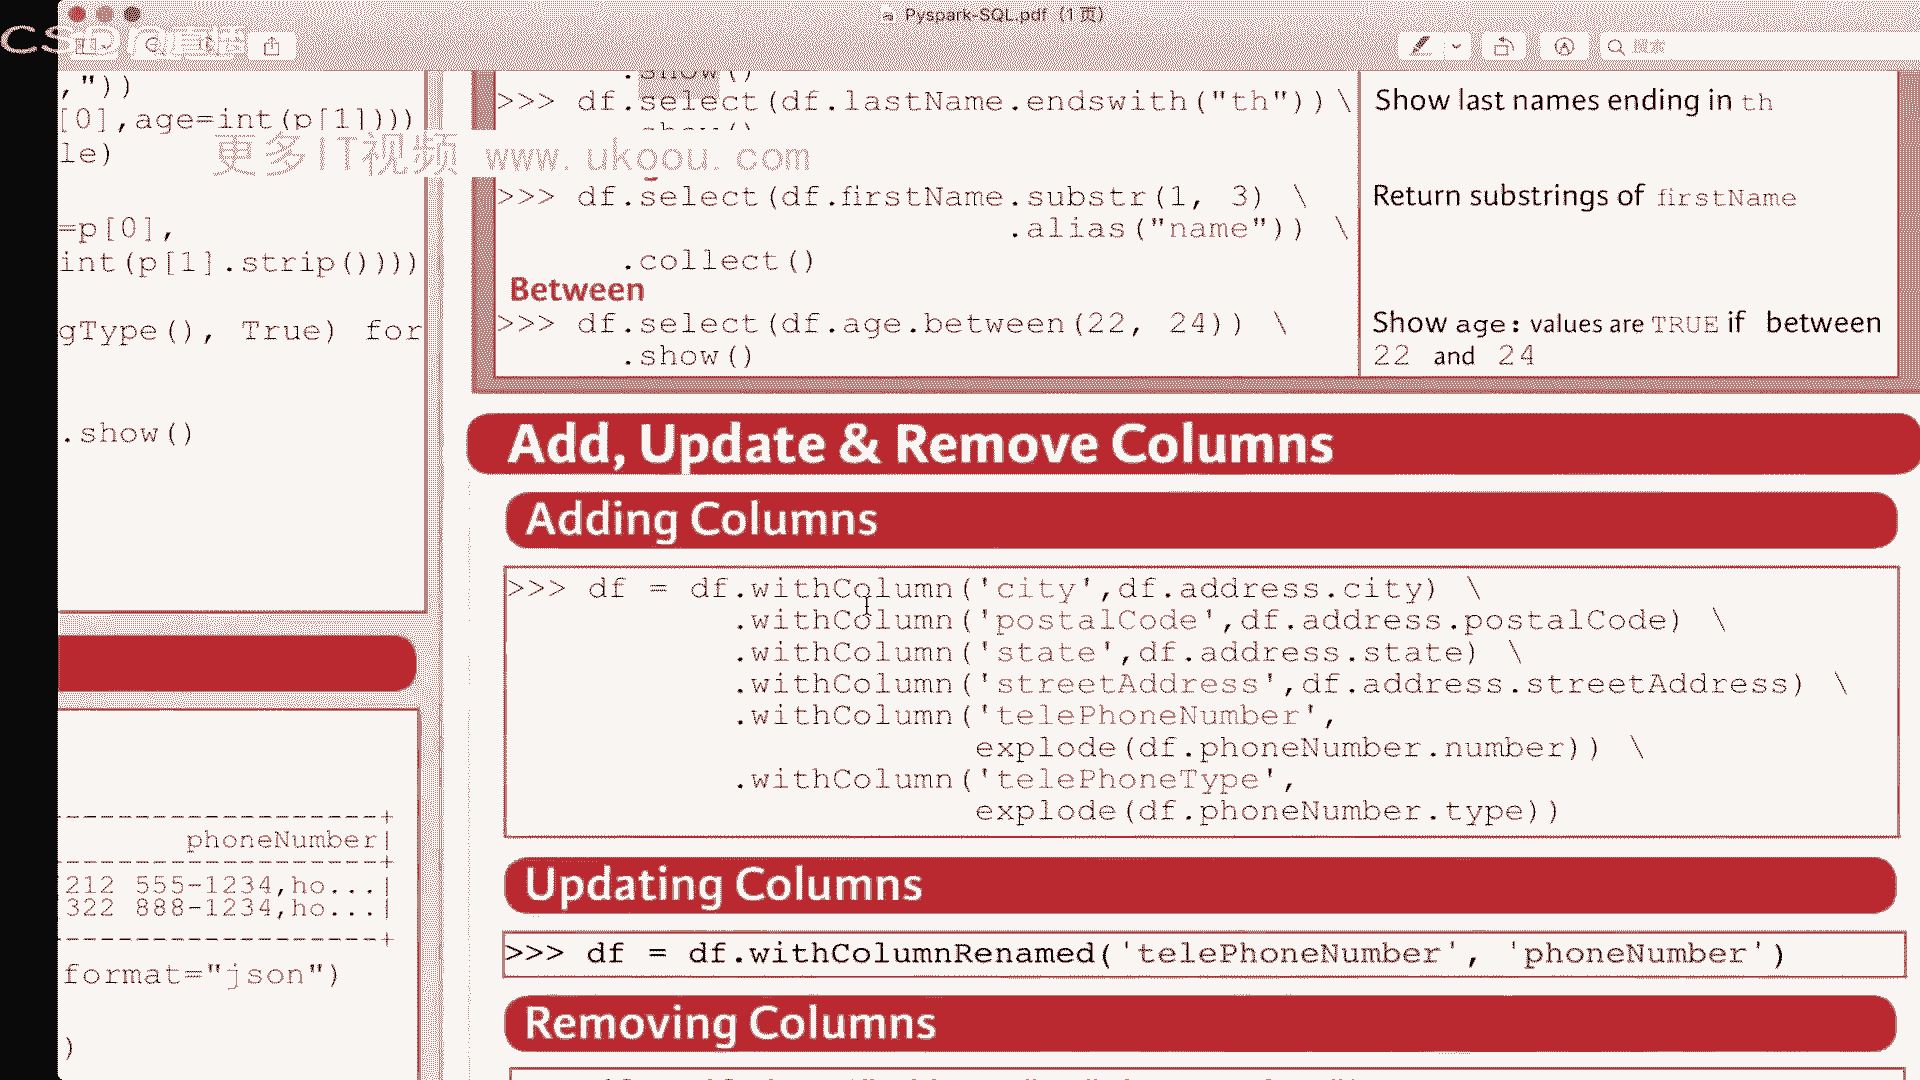 Pyspark-SQL.pdf (1 页)
搜索
更多IT视频 www.ukoou.com
,"))
[0],age=int(p[1])))
le)
=p[0],
int(p[1].strip())))
gType(), True) for
.show()
phoneNumber|
212 555-1234,ho...|
322 888-1234,ho...|
format="json")
)
.show()
>>> df.select(df.lastName.endswith("th")) \
.show()
Show last names ending in th
>>> df.select(df.firstName.substr(1, 3) \
.alias("name")) \
.collect()
Return substrings of firstName
Between
>>> df.select(df.age.between(22, 24)) \
.show()
Show age: values are TRUE if between
22 and 24
Add, Update & Remove Columns
Adding Columns
>>> df = df.withColumn('city',df.address.city) \
.withColumn('postalCode',df.address.postalCode) \
.withColumn('state',df.address.state) \
.withColumn('streetAddress',df.address.streetAddress) \
.withColumn('telePhoneNumber',
explode(df.phoneNumber.number)) \
.withColumn('telePhoneType',
explode(df.phoneNumber.type))
Updating Columns
>>> df = df.withColumnRenamed('telePhoneNumber', 'phoneNumber')
Removing Columns